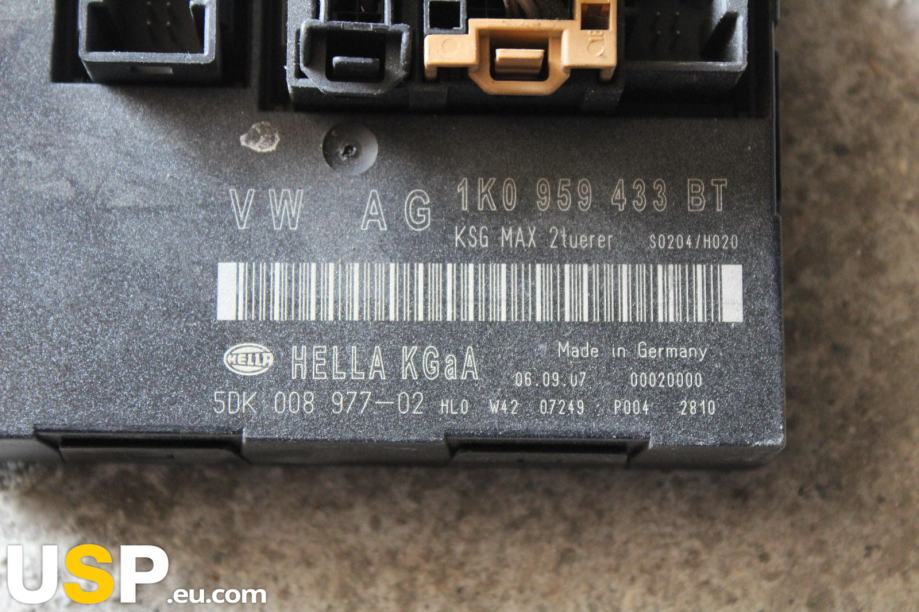 VW AG 1K0 959 433 BT
KSG MAX 2tuerer S0204/H020
HELLA HELLA KGaA Made in Germany
06.09.07 00020000
5DK 008 977-02 HL0 W42 07249 P004 2810
USP.eu.com